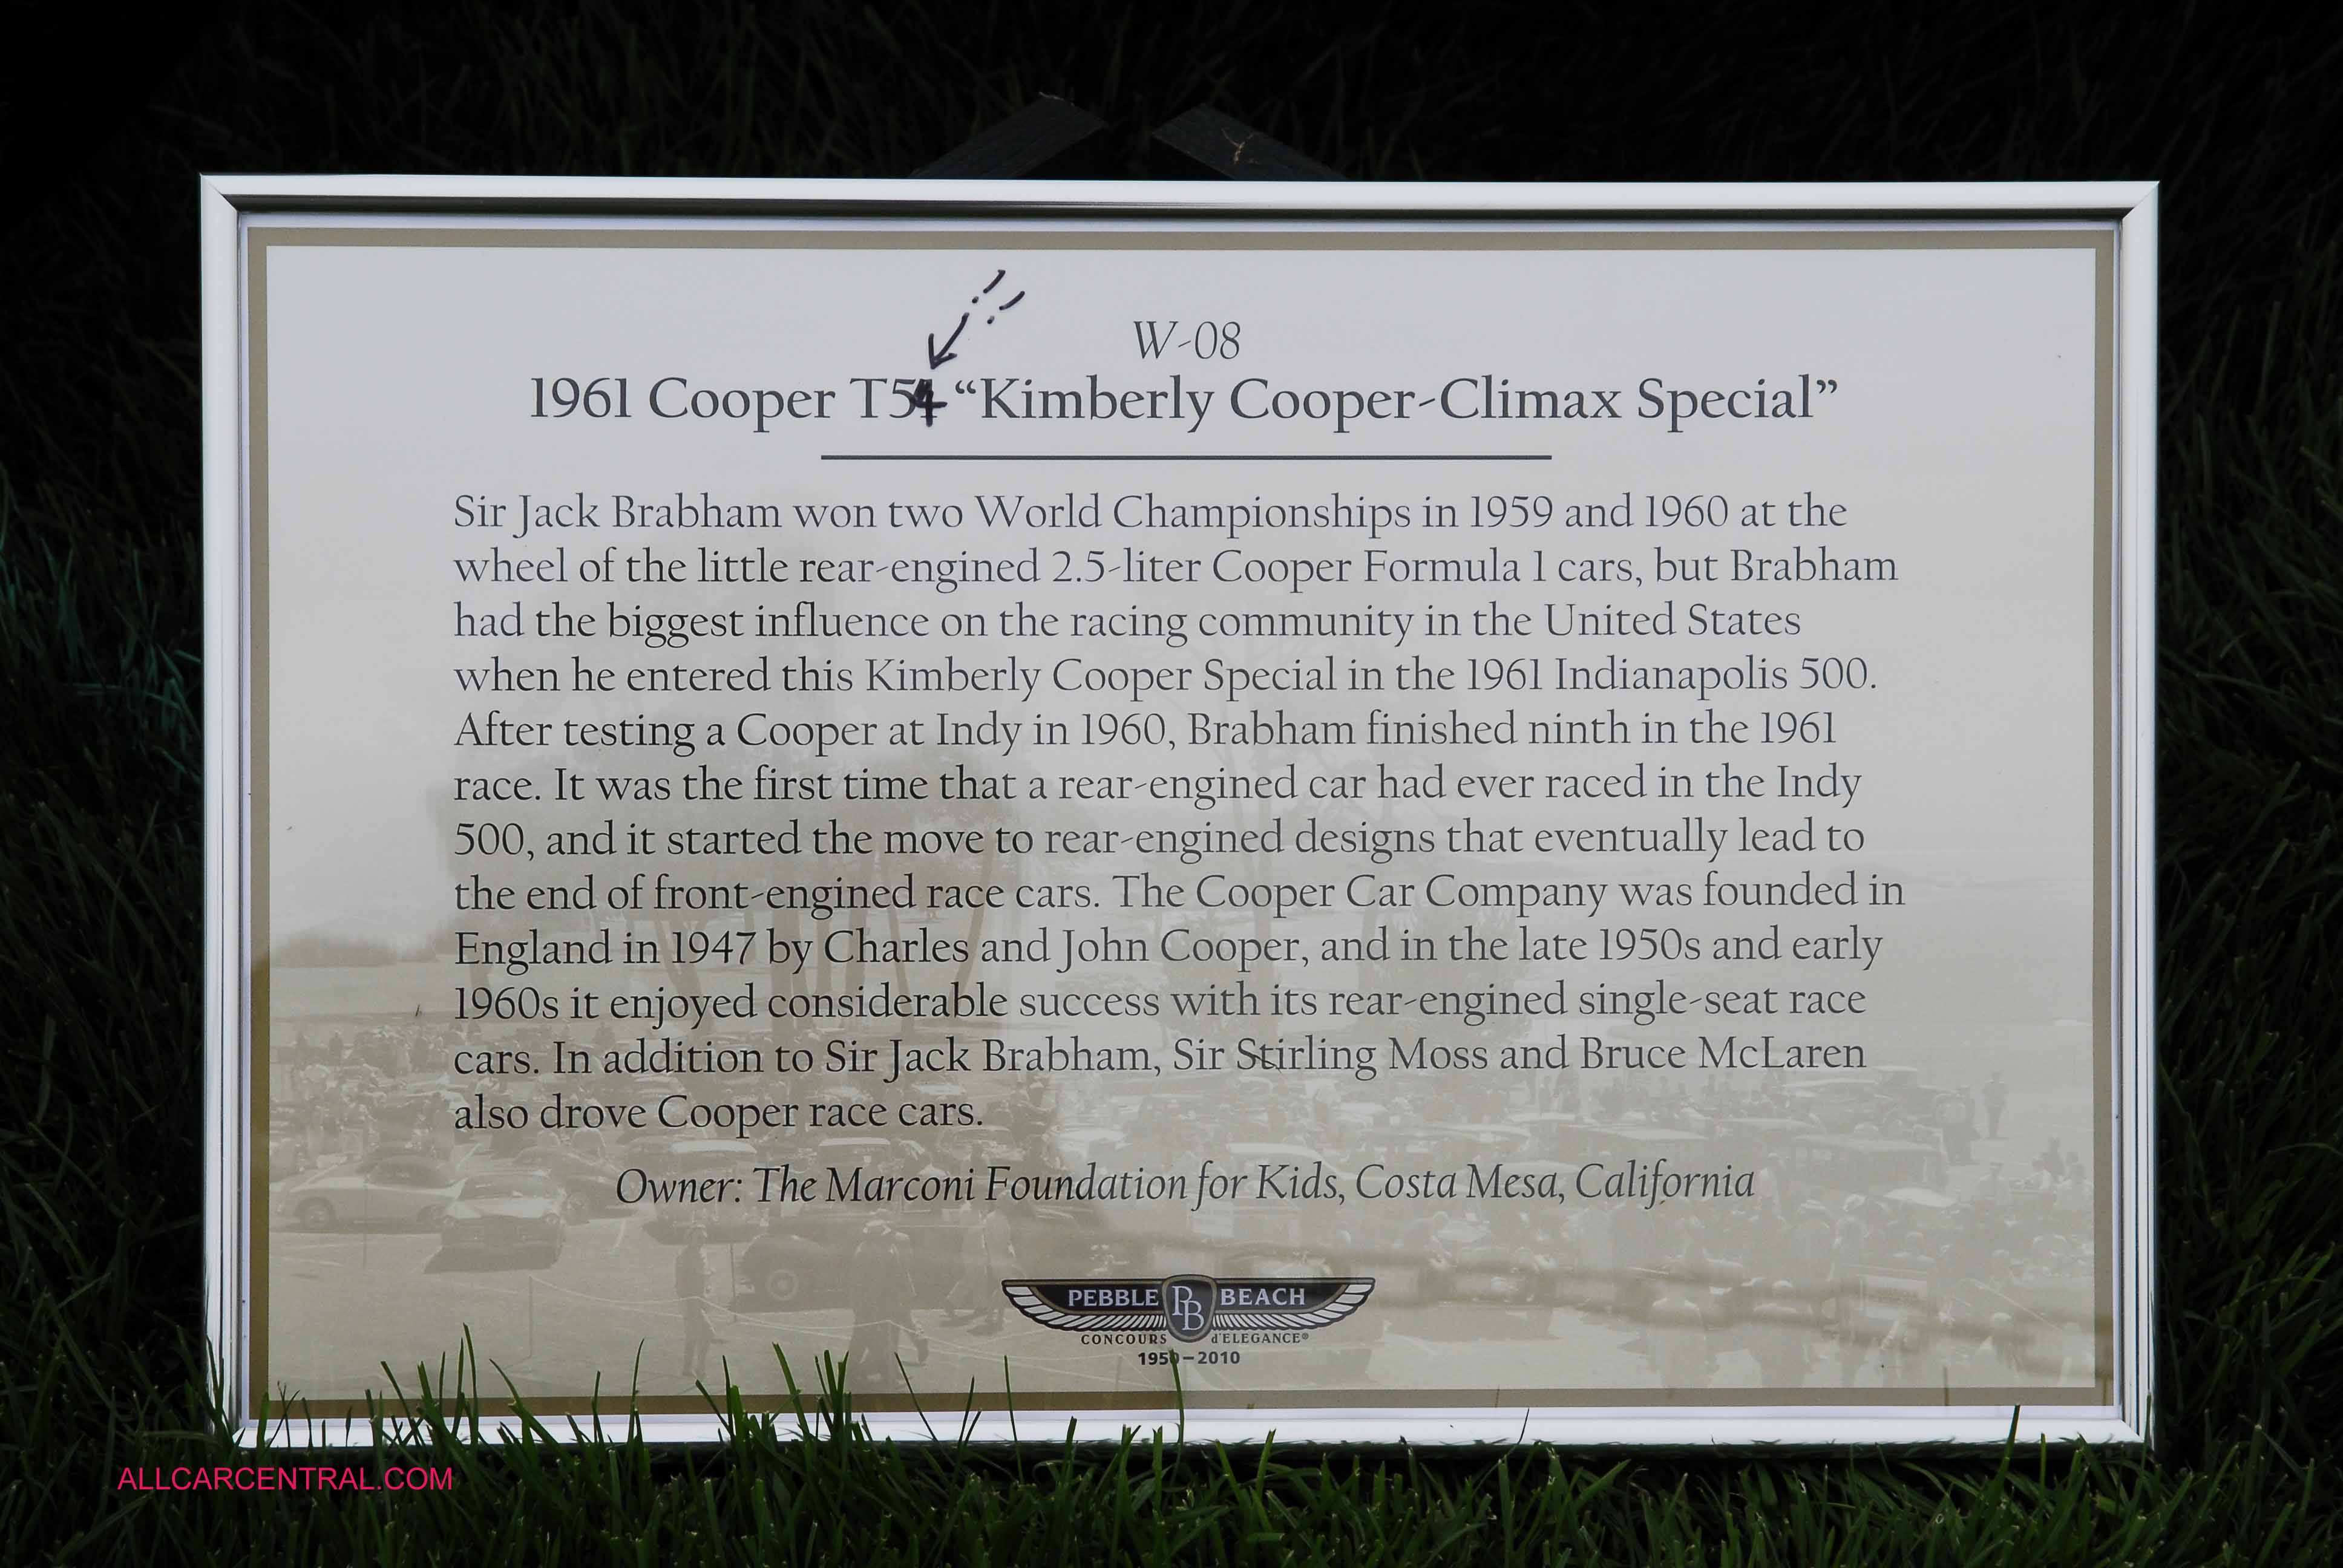 !!
W-08
1961 Cooper T54 “Kimberly Cooper-Climax Special”
Sir Jack Brabham won two World Championships in 1959 and 1960 at the
wheel of the little rear-engined 2.5-liter Cooper Formula 1 cars, but Brabham
had the biggest influence on the racing community in the United States
when he entered this Kimberly Cooper Special in the 1961 Indianapolis 500.
After testing a Cooper at Indy in 1960, Brabham finished ninth in the 1961
race. It was the first time that a rear-engined car had ever raced in the Indy
500, and it started the move to rear-engined designs that eventually lead to
the end of front-engined race cars. The Cooper Car Company was founded in
England in 1947 by Charles and John Cooper, and in the late 1950s and early
1960s it enjoyed considerable success with its rear-engined single-seat race
cars. In addition to Sir Jack Brabham, Sir Stirling Moss and Bruce McLaren
also drove Cooper race cars.
Owner: The Marconi Foundation for Kids, Costa Mesa, California
PEBBLE PB BEACH
CONCOURS d'ELEGANCE®
1950–2010
ALLCARCENTRAL.COM